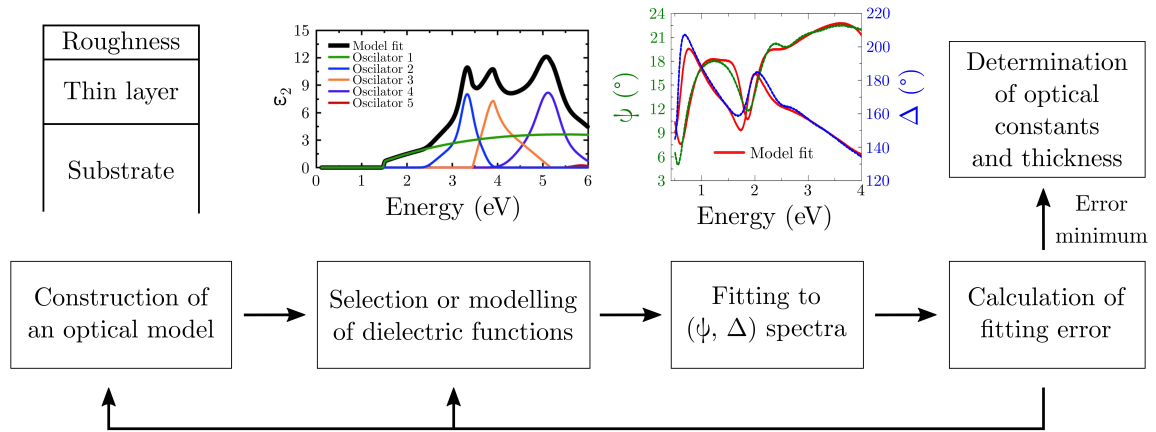 Roughness
Thin layer
Substrate
15
12
9
6
3
0
ε2
Model fit
Oscilator 1
Oscilator 2
Oscilator 3
Oscilator 4
Oscilator 5
0 1 2 3 4 5 6
Energy (eV)
24
21
18
15
12
9
6
3
ψ (°)
Model fit
220
200
180
160
140
120
Δ (°)
1 2 3 4
Energy (eV)
Determination
of optical
constants
and thickness
Error
minimum
Construction of
an optical model
Selection or modelling
of dielectric functions
Fitting to
(ψ, Δ) spectra
Calculation of
fitting error